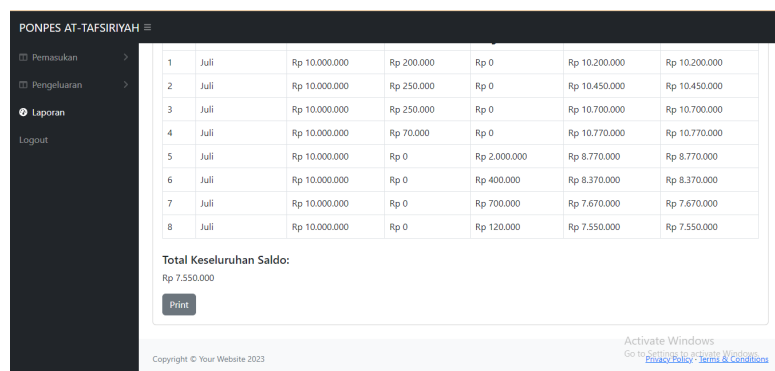 PONPES AT-TAFSIRIYAH
Pemasukan
Pengeluaran
Laporan
Logout
1 Juli Rp 10.000.000 Rp 200.000 Rp 0 Rp 10.200.000 Rp 10.200.000
2 Juli Rp 10.000.000 Rp 250.000 Rp 0 Rp 10.450.000 Rp 10.450.000
3 Juli Rp 10.000.000 Rp 250.000 Rp 0 Rp 10.700.000 Rp 10.700.000
4 Juli Rp 10.000.000 Rp 70.000 Rp 0 Rp 10.770.000 Rp 10.770.000
5 Juli Rp 10.000.000 Rp 0 Rp 2.000.000 Rp 8.770.000 Rp 8.770.000
6 Juli Rp 10.000.000 Rp 0 Rp 400.000 Rp 8.370.000 Rp 8.370.000
7 Juli Rp 10.000.000 Rp 0 Rp 700.000 Rp 7.670.000 Rp 7.670.000
8 Juli Rp 10.000.000 Rp 0 Rp 120.000 Rp 7.550.000 Rp 7.550.000
Total Keseluruhan Saldo:
Rp 7.550.000
Print
Activate Windows
Go to Settings to activate Windows.
Copyright © Your Website 2023
Privacy Policy · Terms & Conditions